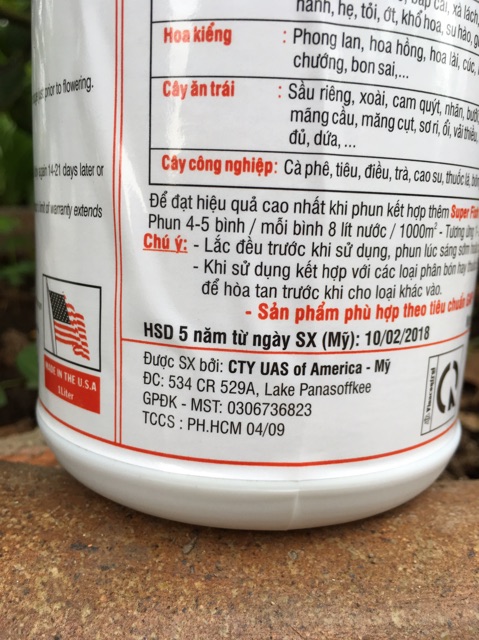 hành, hẹ, tỏi, ớt, khổ hoa, su hào,
Hoa kiểng : Phong lan, hoa hồng, hoa lài, cúc,
chướng, bon sai,...
Cây ăn trái : Sầu riêng, xoài, cam quýt, nhãn,
măng cầu, măng cụt, sơ ri, ổi, vải thiều,
đủ, dứa, ...
Cây công nghiệp: Cà phê, tiêu, điều, trà, cao su, thuốc lá,
Để đạt hiệu quả cao nhất khi phun kết hợp thêm Super
Phun 4-5 bình / mỗi bình 8 lít nước / 1000m² - Tương ứng
Chú ý: - Lắc đều trước khi sử dụng, phun lúc sáng sớm
- Khi sử dụng kết hợp với các loại phân bón hay
để hòa tan trước khi cho loại khác vào.
- Sản phẩm phù hợp theo tiêu chuẩn
HSD 5 năm từ ngày SX (Mỹ): 10/02/2018
Được SX bởi: CTY UAS of America - Mỹ
ĐC: 534 CR 529A, Lake Panasoffkee
GPĐK - MST: 0306736823
TCCS : PH.HCM 04/09
prior to flowering.
again 14-21 days later or
of warranty extends
MADE IN THE U.S.A
1Liter